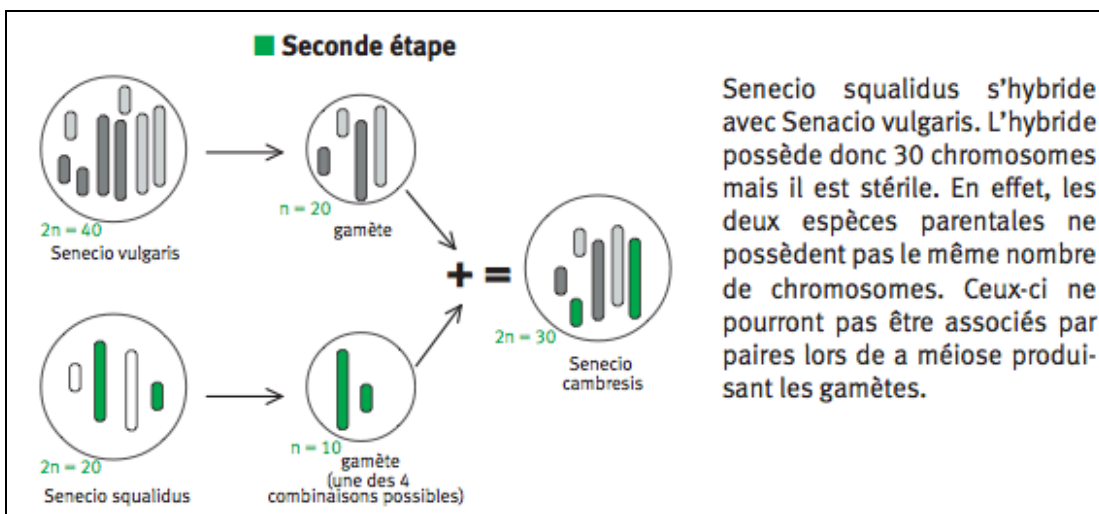 Seconde étape
2n = 40
Senecio vulgaris
n = 20
gamète
+ =
2n = 30
Senecio
cambresis
2n = 20
Senecio squalidus
n = 10
gamète
(une des 4
combinaisons possibles)
Senecio squalidus s'hybride
avec Senacio vulgaris. L'hybride
possède donc 30 chromosomes
mais il est stérile. En effet, les
deux espèces parentales ne
possèdent pas le même nombre
de chromosomes. Ceux-ci ne
pourront pas être associés par
paires lors de a méiose produi-
sant les gamètes.